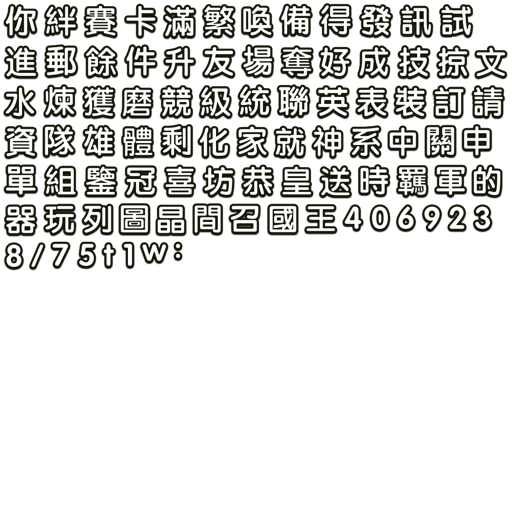 你絆賽卡滿繁喚備得發訊試
進郵餘件升友場奪好成技掠文
水煉獲磨競級統聯英表裝訂請
資隊雄體剩化家就神系中關申
單組鑒冠喜坊恭皇送時羈軍的
器玩列圖晶間召國王406923
8/75t1w: